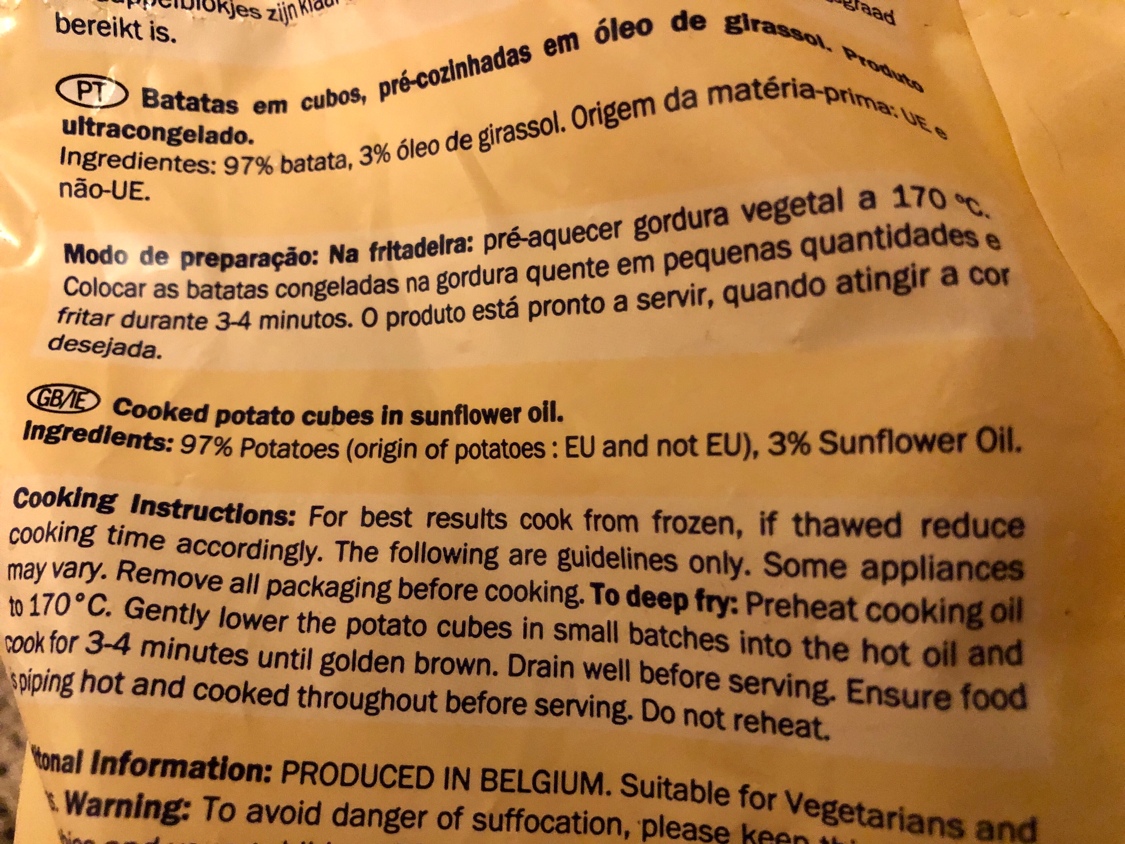 zijn klaar
bereikt is.
PT Batatas em cubos, pré-cozinhadas em óleo de girassol. Produto
ultracongelado.
Ingredientes: 97% batata, 3% óleo de girassol. Origem da matéria-prima: UE e
não-UE.
Modo de preparação: Na fritadeira: pré-aquecer gordura vegetal a 170 °C.
Colocar as batatas congeladas na gordura quente em pequenas quantidades e
fritar durante 3-4 minutos. O produto está pronto a servir, quando atingir a cor
desejada.
GB/IE Cooked potato cubes in sunflower oil.
Ingredients: 97% Potatoes (origin of potatoes : EU and not EU), 3% Sunflower Oil.
Cooking Instructions: For best results cook from frozen, if thawed reduce
cooking time accordingly. The following are guidelines only. Some appliances
may vary. Remove all packaging before cooking. To deep fry: Preheat cooking oil
to 170°C. Gently lower the potato cubes in small batches into the hot oil and
cook for 3-4 minutes until golden brown. Drain well before serving. Ensure food
is piping hot and cooked throughout before serving. Do not reheat.
Information: PRODUCED IN BELGIUM. Suitable for Vegetarians and
Warning: To avoid danger of suffocation, please keep